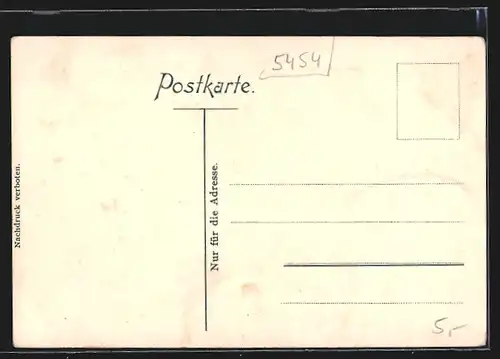 5454
Postkarte.
Nachdruck verboten.
Nur für die Adresse.
5,-